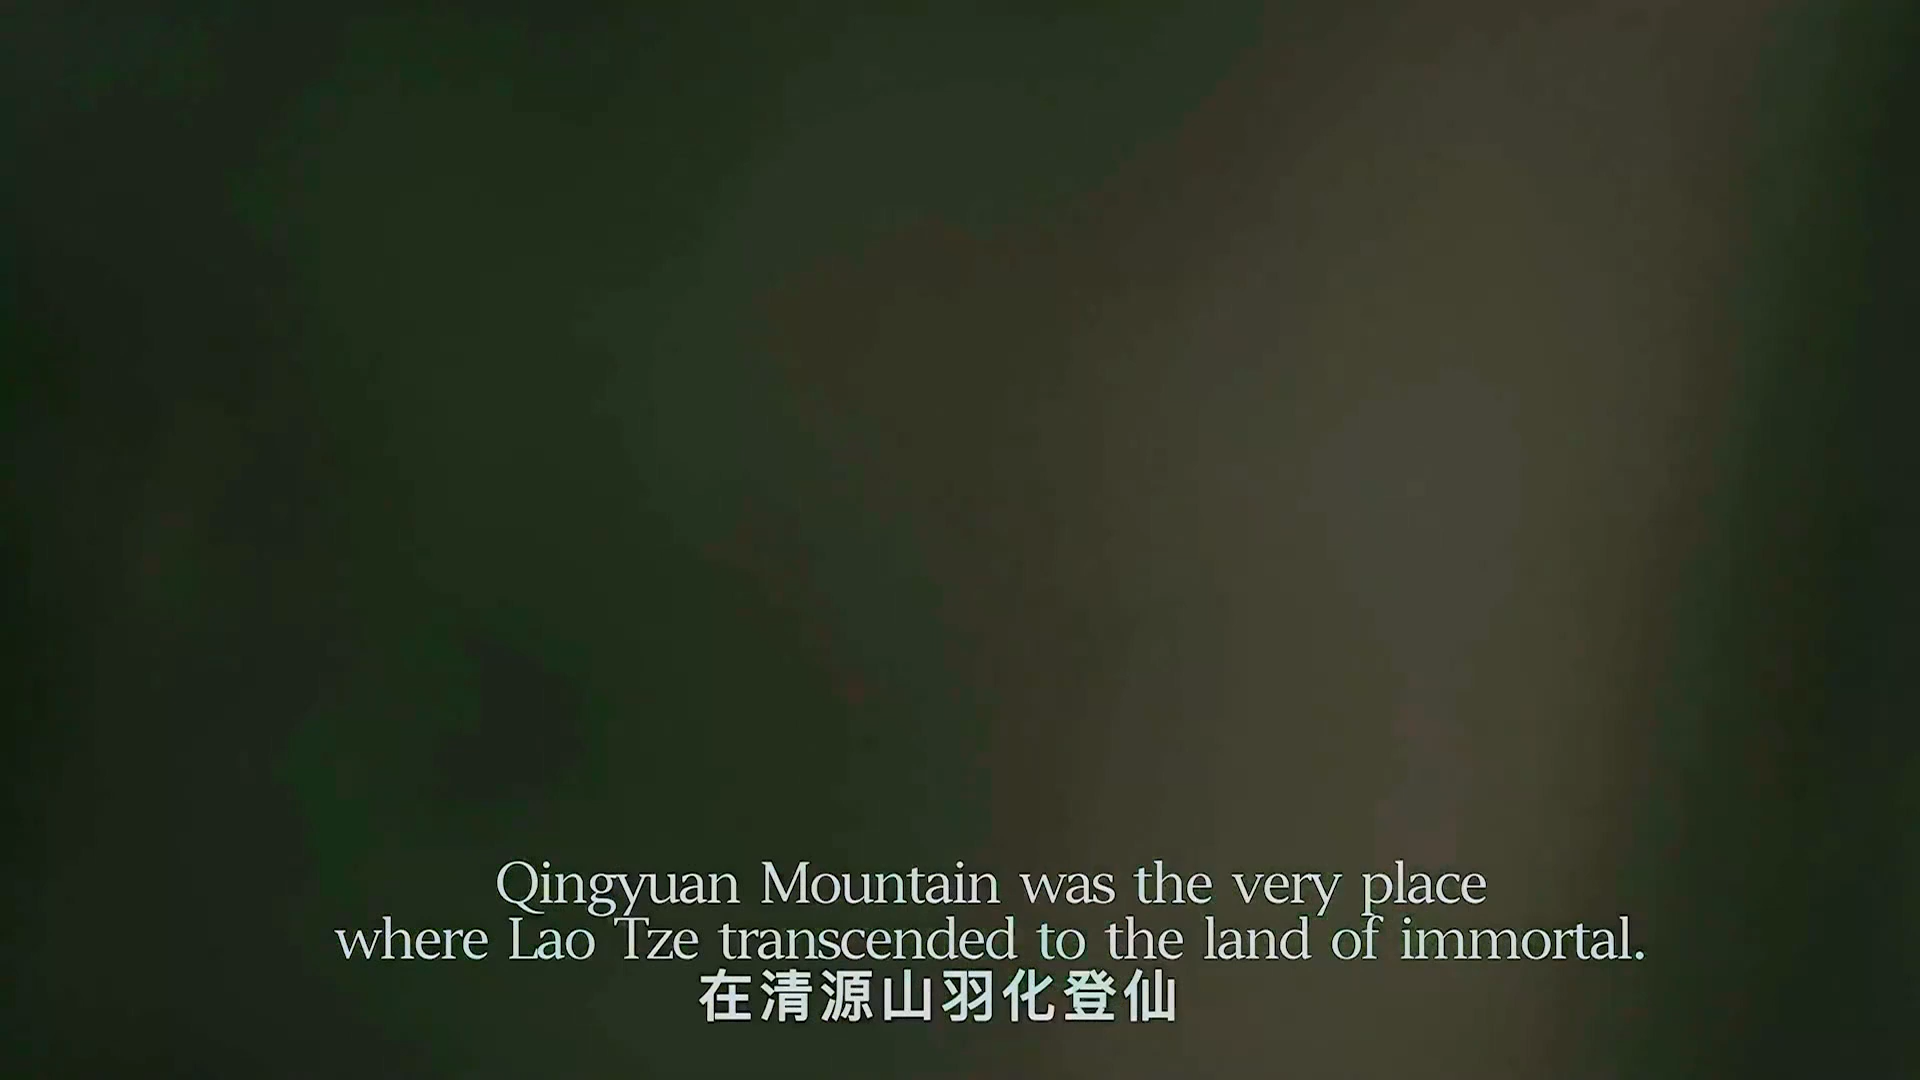 Qingyuan Mountain was the very place
where Lao Tze transcended to the land of immortal.
在清源山羽化登仙